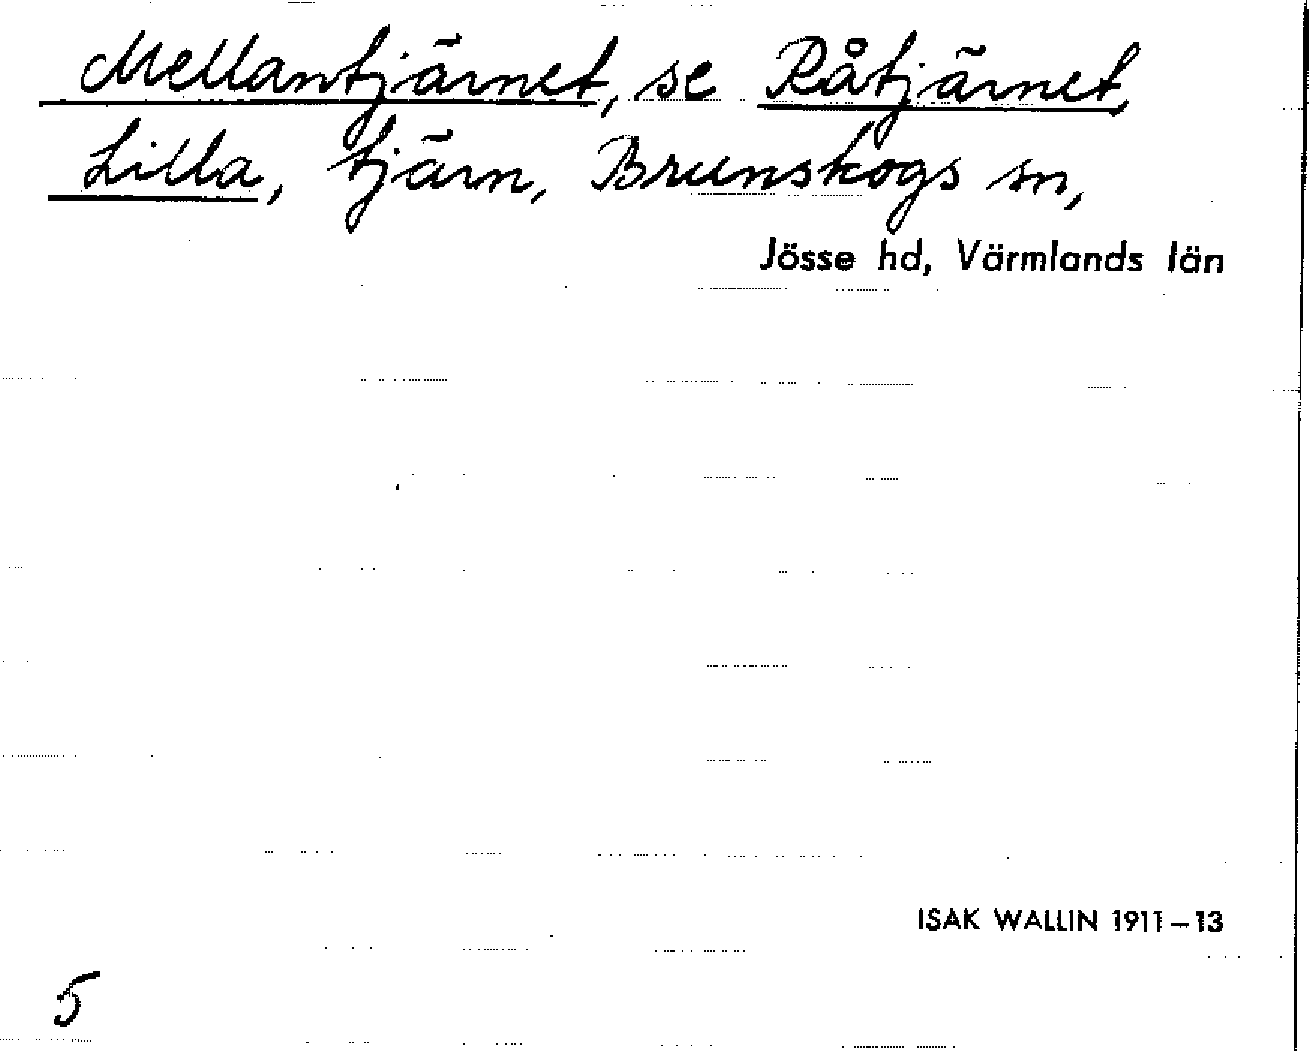 Mellantjärnet, se Råtjärnet,
Lilla, tjärn, Brunskogs sn,
Jösse hd, Värmlands län
ISAK WALLIN 1911–13
5